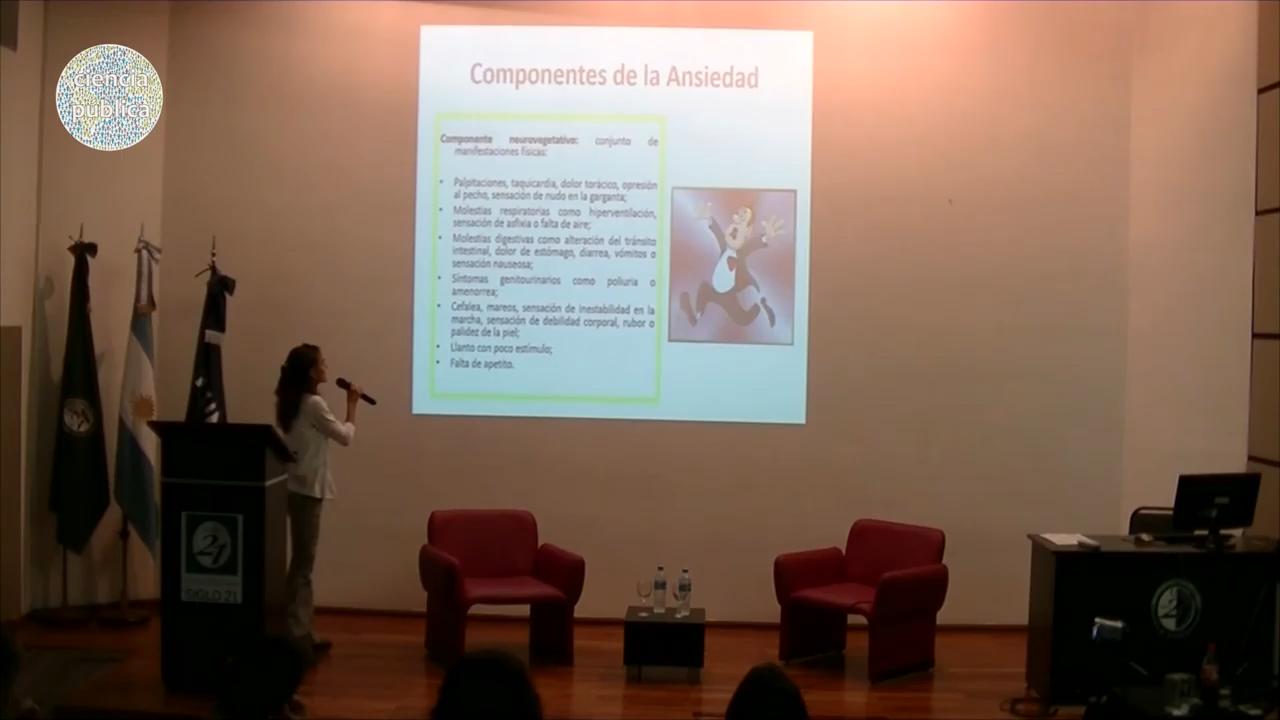 ciencia
pública
Componentes de la Ansiedad
Componente neurovegetativo: conjunto de
manifestaciones físicas:
• Palpitaciones, taquicardia, dolor torácico, opresión
al pecho, sensación de nudo en la garganta;
• Molestias respiratorias como hiperventilación,
sensación de asfixia o falta de aire;
• Molestias digestivas como alteración del tránsito
intestinal, dolor de estómago, diarrea, vómitos o
sensación nauseosa;
• Síntomas genitourinarios como poliuria o
amenorrea;
• Cefalea, mareos, sensación de inestabilidad en la
marcha, sensación de debilidad corporal, rubor o
palidez de la piel;
• Llanto con poco estímulo;
• Falta de apetito.
21
SIGLO 21